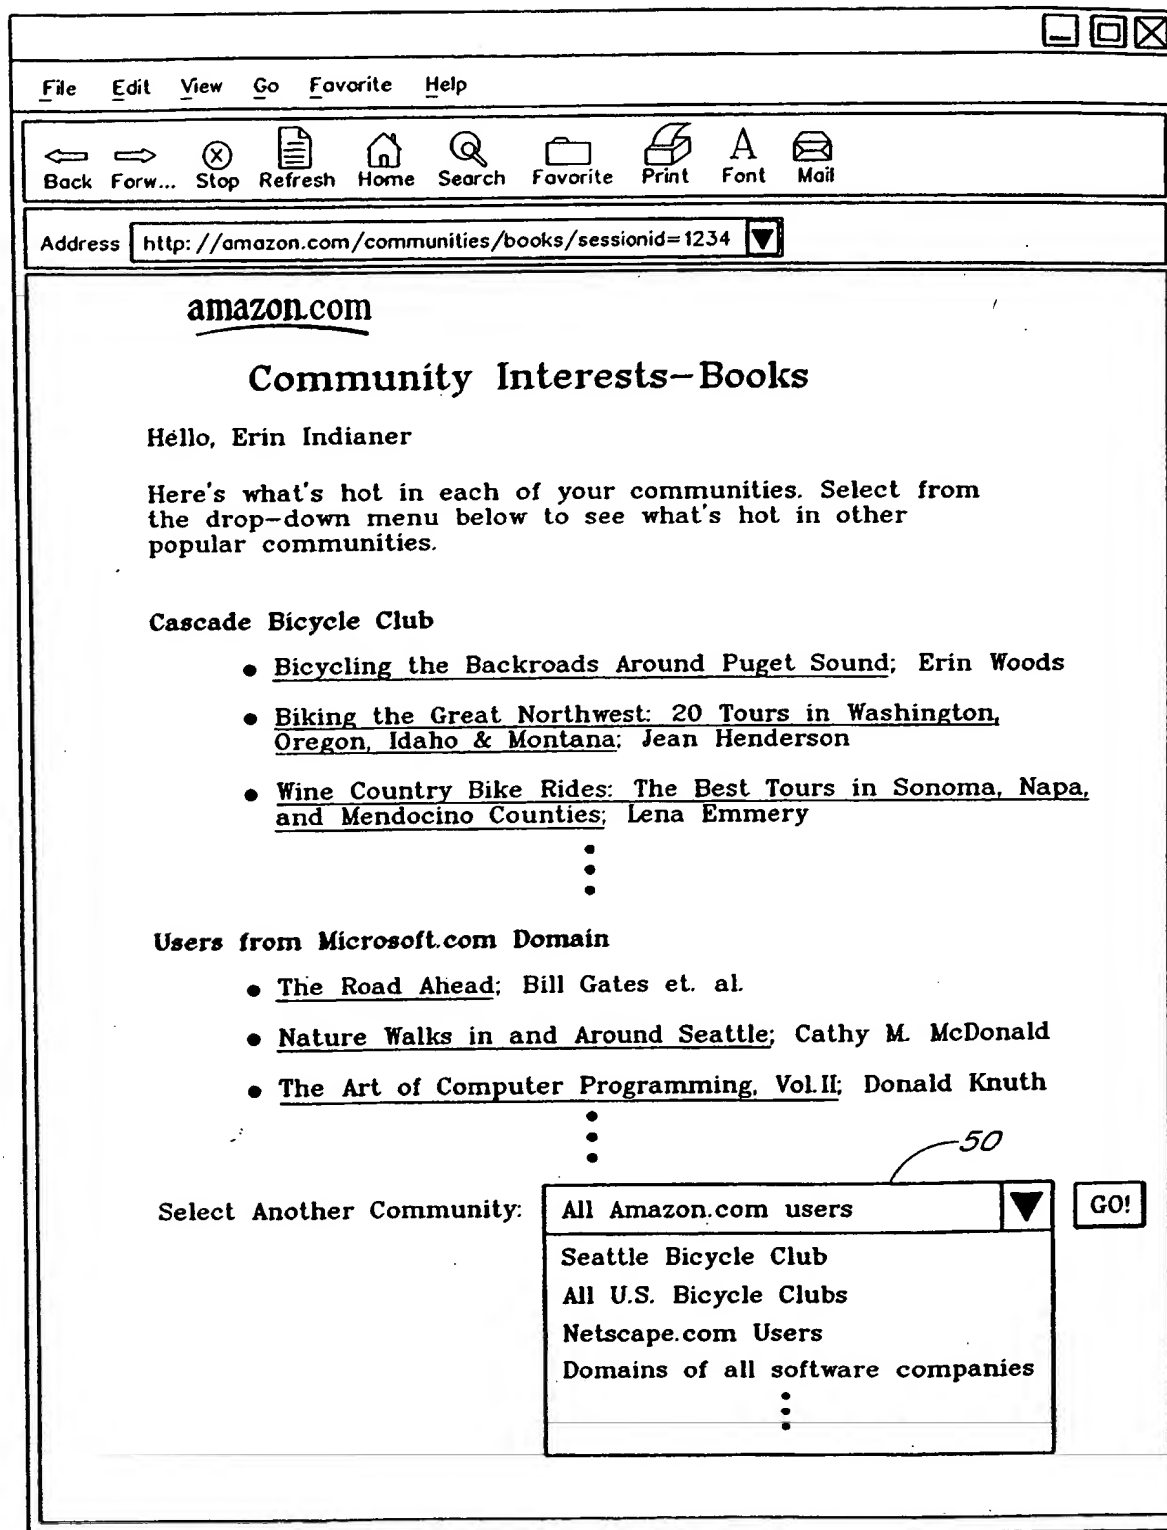 File Edit View Go Favorite Help
Back Forw... Stop Refresh Home Search Favorite Print Font Mail
Address http://amazon.com/communities/books/sessionid=1234
amazon.com
Community Interests-Books
Hello, Erin Indianer
Here's what's hot in each of your communities. Select from
the drop-down menu below to see what's hot in other
popular communities.
Cascade Bicycle Club
• Bicycling the Backroads Around Puget Sound; Erin Woods
• Biking the Great Northwest: 20 Tours in Washington,
Oregon, Idaho & Montana; Jean Henderson
• Wine Country Bike Rides: The Best Tours in Sonoma, Napa,
and Mendocino Counties; Lena Emmery
Users from Microsoft.com Domain
• The Road Ahead; Bill Gates et. al.
• Nature Walks in and Around Seattle; Cathy M. McDonald
• The Art of Computer Programming, Vol.II; Donald Knuth
50
Select Another Community: All Amazon.com users GO!
Seattle Bicycle Club
All U.S. Bicycle Clubs
Netscape.com Users
Domains of all software companies